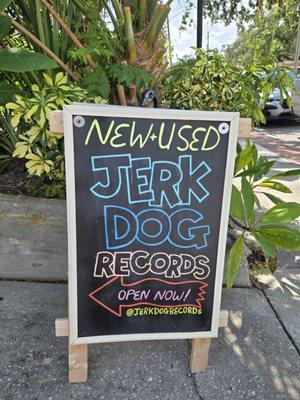 NEW+USED
JERK
DOG
RECORDS
OPEN NOW!
@JERKDOGRECORDS